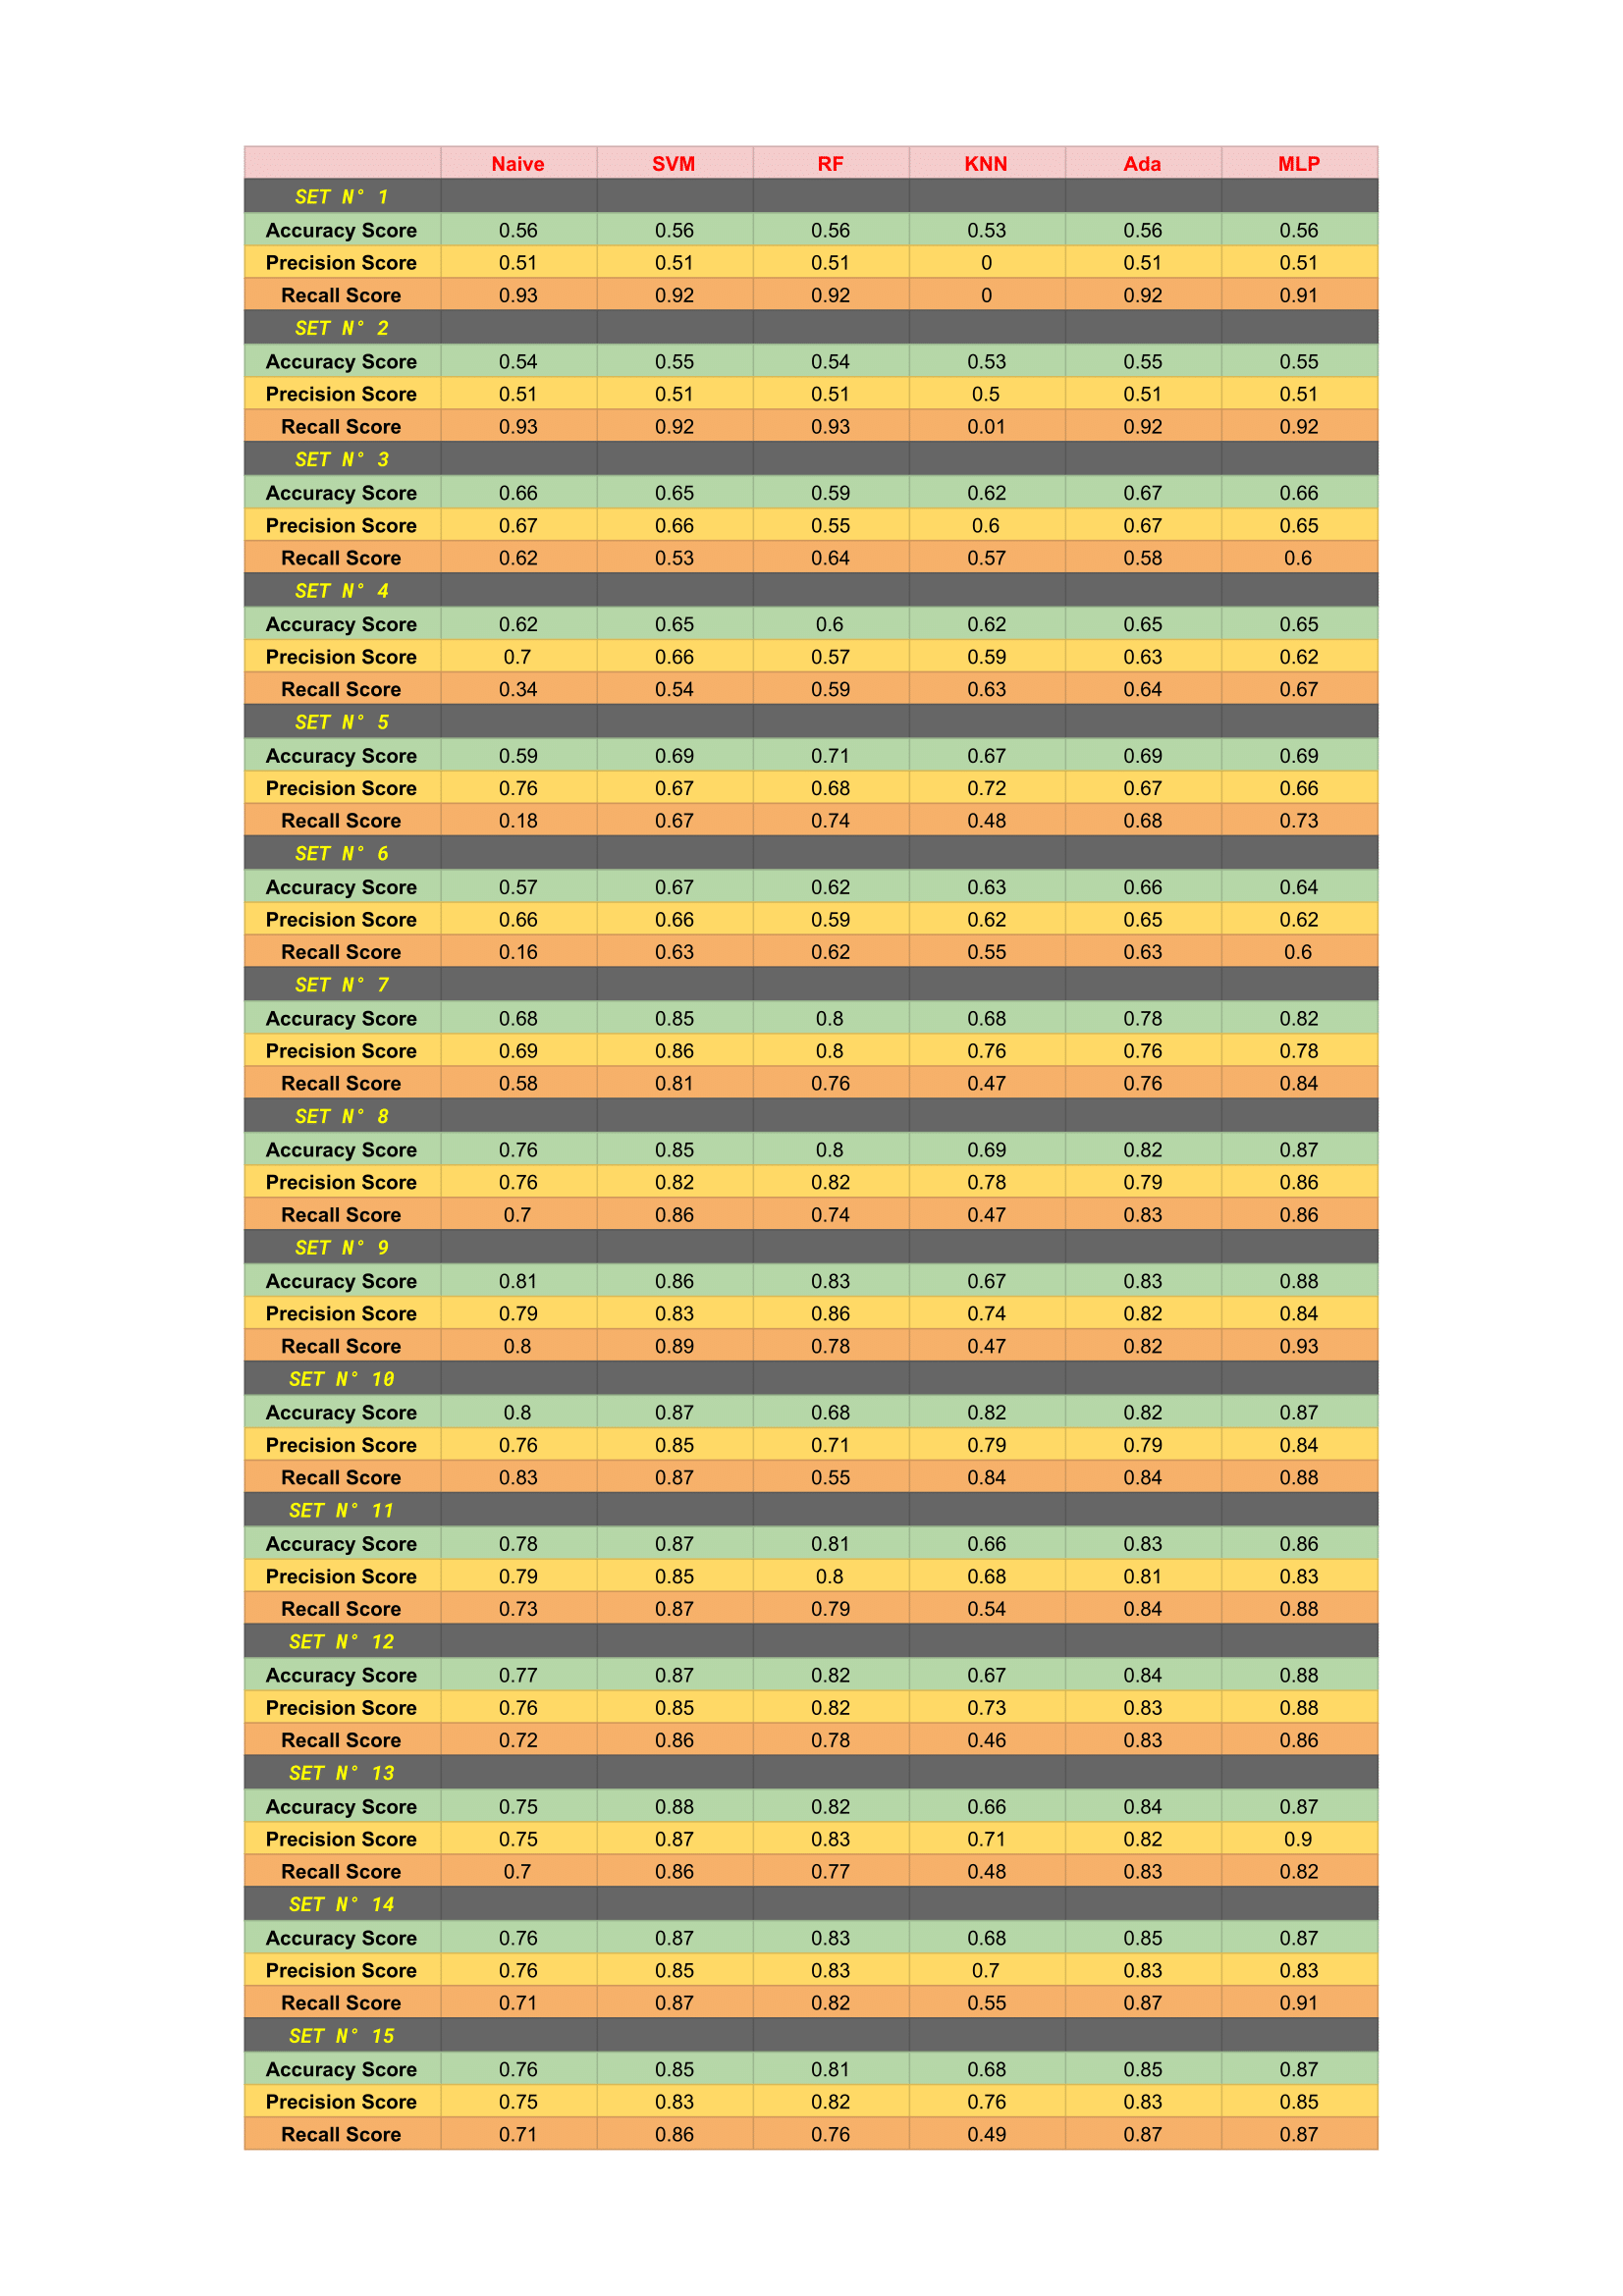 Naive SVM RF KNN Ada MLP
SET N° 1
Accuracy Score 0.56 0.56 0.56 0.53 0.56 0.56
Precision Score 0.51 0.51 0.51 0 0.51 0.51
Recall Score 0.93 0.92 0.92 0 0.92 0.91
SET N° 2
Accuracy Score 0.54 0.55 0.54 0.53 0.55 0.55
Precision Score 0.51 0.51 0.51 0.5 0.51 0.51
Recall Score 0.93 0.92 0.93 0.01 0.92 0.92
SET N° 3
Accuracy Score 0.66 0.65 0.59 0.62 0.67 0.66
Precision Score 0.67 0.66 0.55 0.6 0.67 0.65
Recall Score 0.62 0.53 0.64 0.57 0.58 0.6
SET N° 4
Accuracy Score 0.62 0.65 0.6 0.62 0.65 0.65
Precision Score 0.7 0.66 0.57 0.59 0.63 0.62
Recall Score 0.34 0.54 0.59 0.63 0.64 0.67
SET N° 5
Accuracy Score 0.59 0.69 0.71 0.67 0.69 0.69
Precision Score 0.76 0.67 0.68 0.72 0.67 0.66
Recall Score 0.18 0.67 0.74 0.48 0.68 0.73
SET N° 6
Accuracy Score 0.57 0.67 0.62 0.63 0.66 0.64
Precision Score 0.66 0.66 0.59 0.62 0.65 0.62
Recall Score 0.16 0.63 0.62 0.55 0.63 0.6
SET N° 7
Accuracy Score 0.68 0.85 0.8 0.68 0.78 0.82
Precision Score 0.69 0.86 0.8 0.76 0.76 0.78
Recall Score 0.58 0.81 0.76 0.47 0.76 0.84
SET N° 8
Accuracy Score 0.76 0.85 0.8 0.69 0.82 0.87
Precision Score 0.76 0.82 0.82 0.78 0.79 0.86
Recall Score 0.7 0.86 0.74 0.47 0.83 0.86
SET N° 9
Accuracy Score 0.81 0.86 0.83 0.67 0.83 0.88
Precision Score 0.79 0.83 0.86 0.74 0.82 0.84
Recall Score 0.8 0.89 0.78 0.47 0.82 0.93
SET N° 10
Accuracy Score 0.8 0.87 0.68 0.82 0.82 0.87
Precision Score 0.76 0.85 0.71 0.79 0.79 0.84
Recall Score 0.83 0.87 0.55 0.84 0.84 0.88
SET N° 11
Accuracy Score 0.78 0.87 0.81 0.66 0.83 0.86
Precision Score 0.79 0.85 0.8 0.68 0.81 0.83
Recall Score 0.73 0.87 0.79 0.54 0.84 0.88
SET N° 12
Accuracy Score 0.77 0.87 0.82 0.67 0.84 0.88
Precision Score 0.76 0.85 0.82 0.73 0.83 0.88
Recall Score 0.72 0.86 0.78 0.46 0.83 0.86
SET N° 13
Accuracy Score 0.75 0.88 0.82 0.66 0.84 0.87
Precision Score 0.75 0.87 0.83 0.71 0.82 0.9
Recall Score 0.7 0.86 0.77 0.48 0.83 0.82
SET N° 14
Accuracy Score 0.76 0.87 0.83 0.68 0.85 0.87
Precision Score 0.76 0.85 0.83 0.7 0.83 0.83
Recall Score 0.71 0.87 0.82 0.55 0.87 0.91
SET N° 15
Accuracy Score 0.76 0.85 0.81 0.68 0.85 0.87
Precision Score 0.75 0.83 0.82 0.76 0.83 0.85
Recall Score 0.71 0.86 0.76 0.49 0.87 0.87